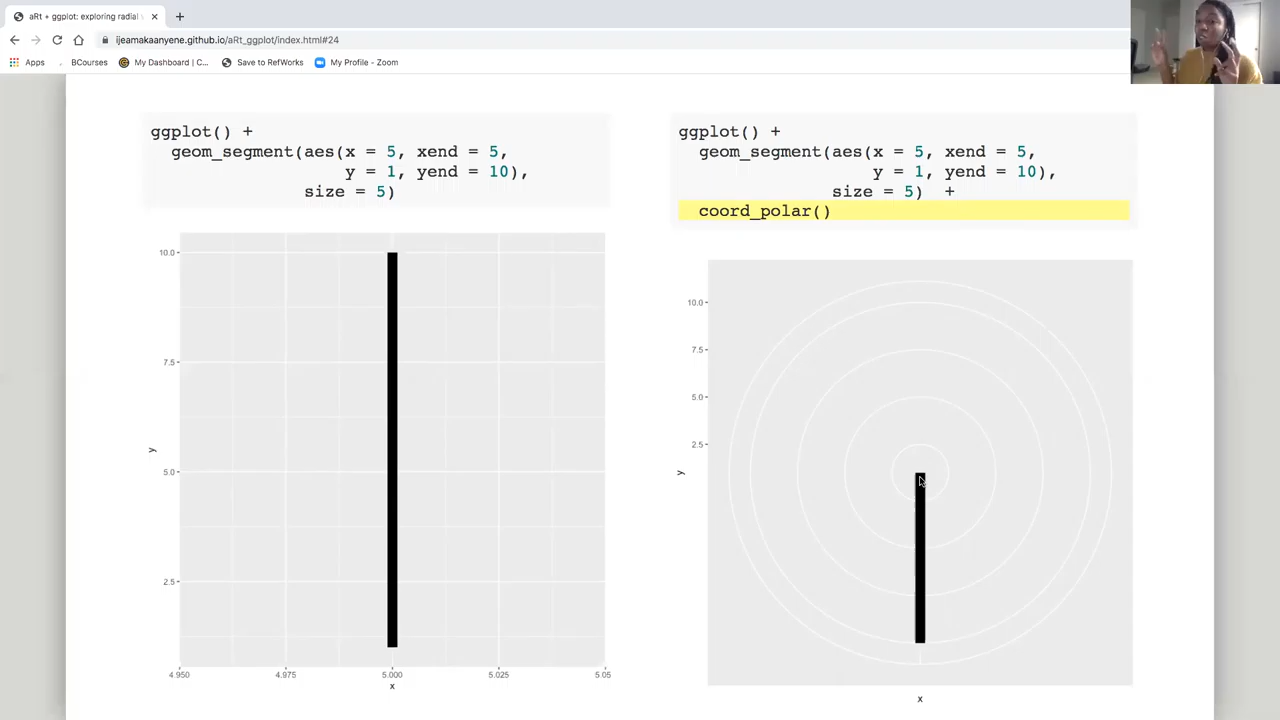 aRt + ggplot: exploring radial
ijeamakaanyene.github.io/aRt_ggplot/index.html#24
Apps BCourses My Dashboard | C... Save to RefWorks My Profile - Zoom
ggplot() +
geom_segment(aes(x = 5, xend = 5,
y = 1, yend = 10),
size = 5)
10.0
7.5
y
5.0
2.5
4.950 4.975 5.000 5.025 5.05
x
ggplot() +
geom_segment(aes(x = 5, xend = 5,
y = 1, yend = 10),
size = 5) +
coord_polar()
10.0
7.5
5.0
2.5
y
x